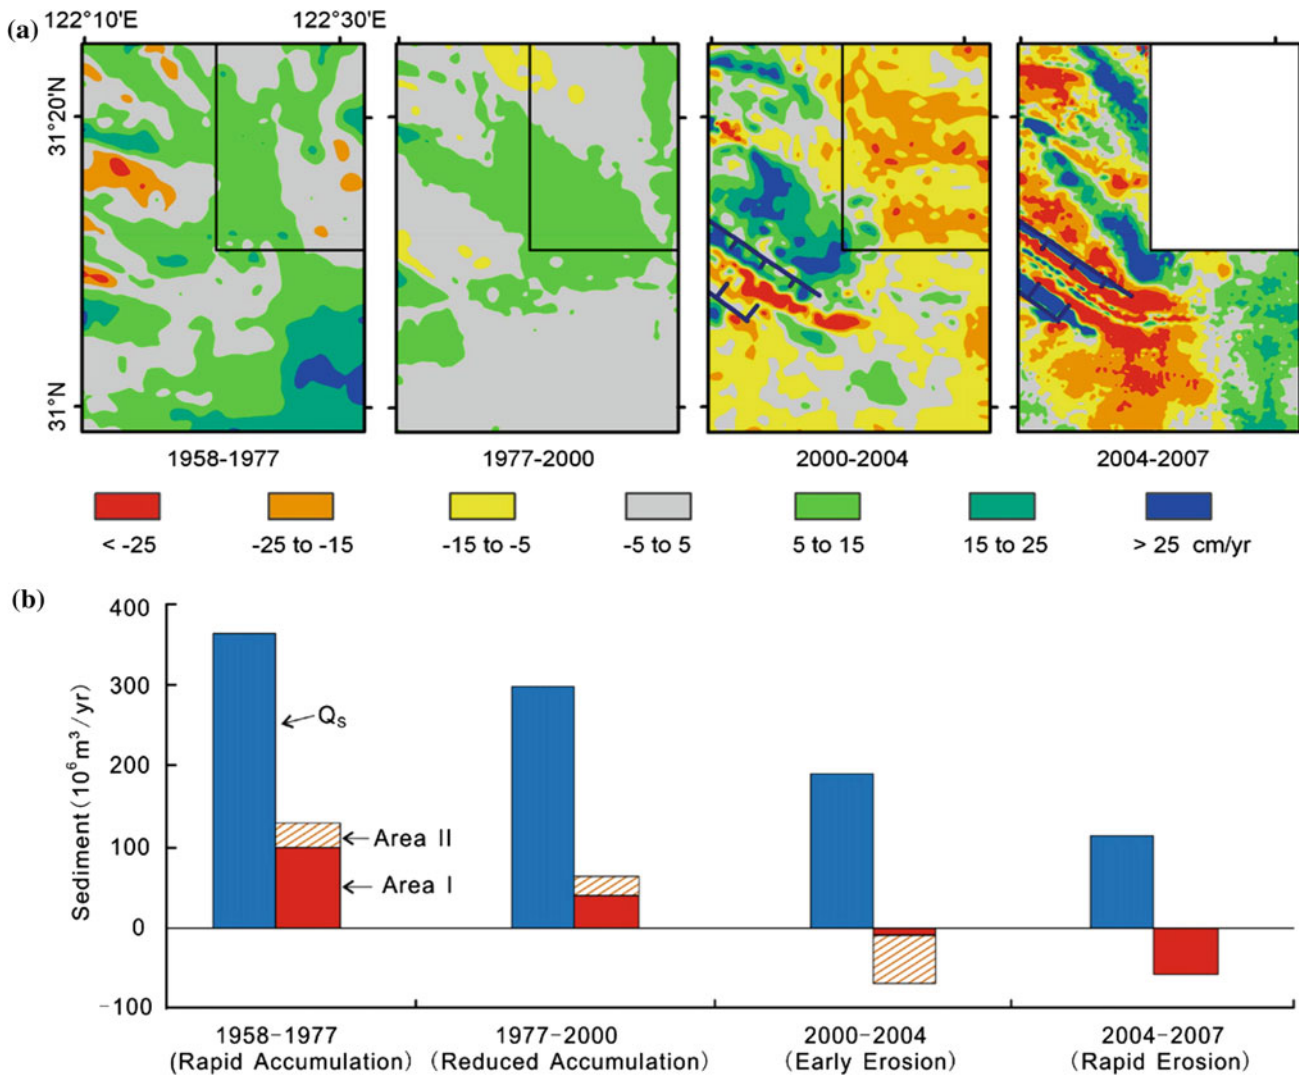 (a)
122°10'E 122°30'E
31°20'N
31°N
1958-1977 1977-2000 2000-2004 2004-2007
< -25 -25 to -15 -15 to -5 -5 to 5 5 to 15 15 to 25 > 25 cm/yr
(b)
Sediment (10⁶ m³/yr)
400
300
200
100
0
-100
Qₛ
Area II
Area I
1958-1977 1977-2000 2000-2004 2004-2007
(Rapid Accumulation) (Reduced Accumulation) (Early Erosion) (Rapid Erosion)